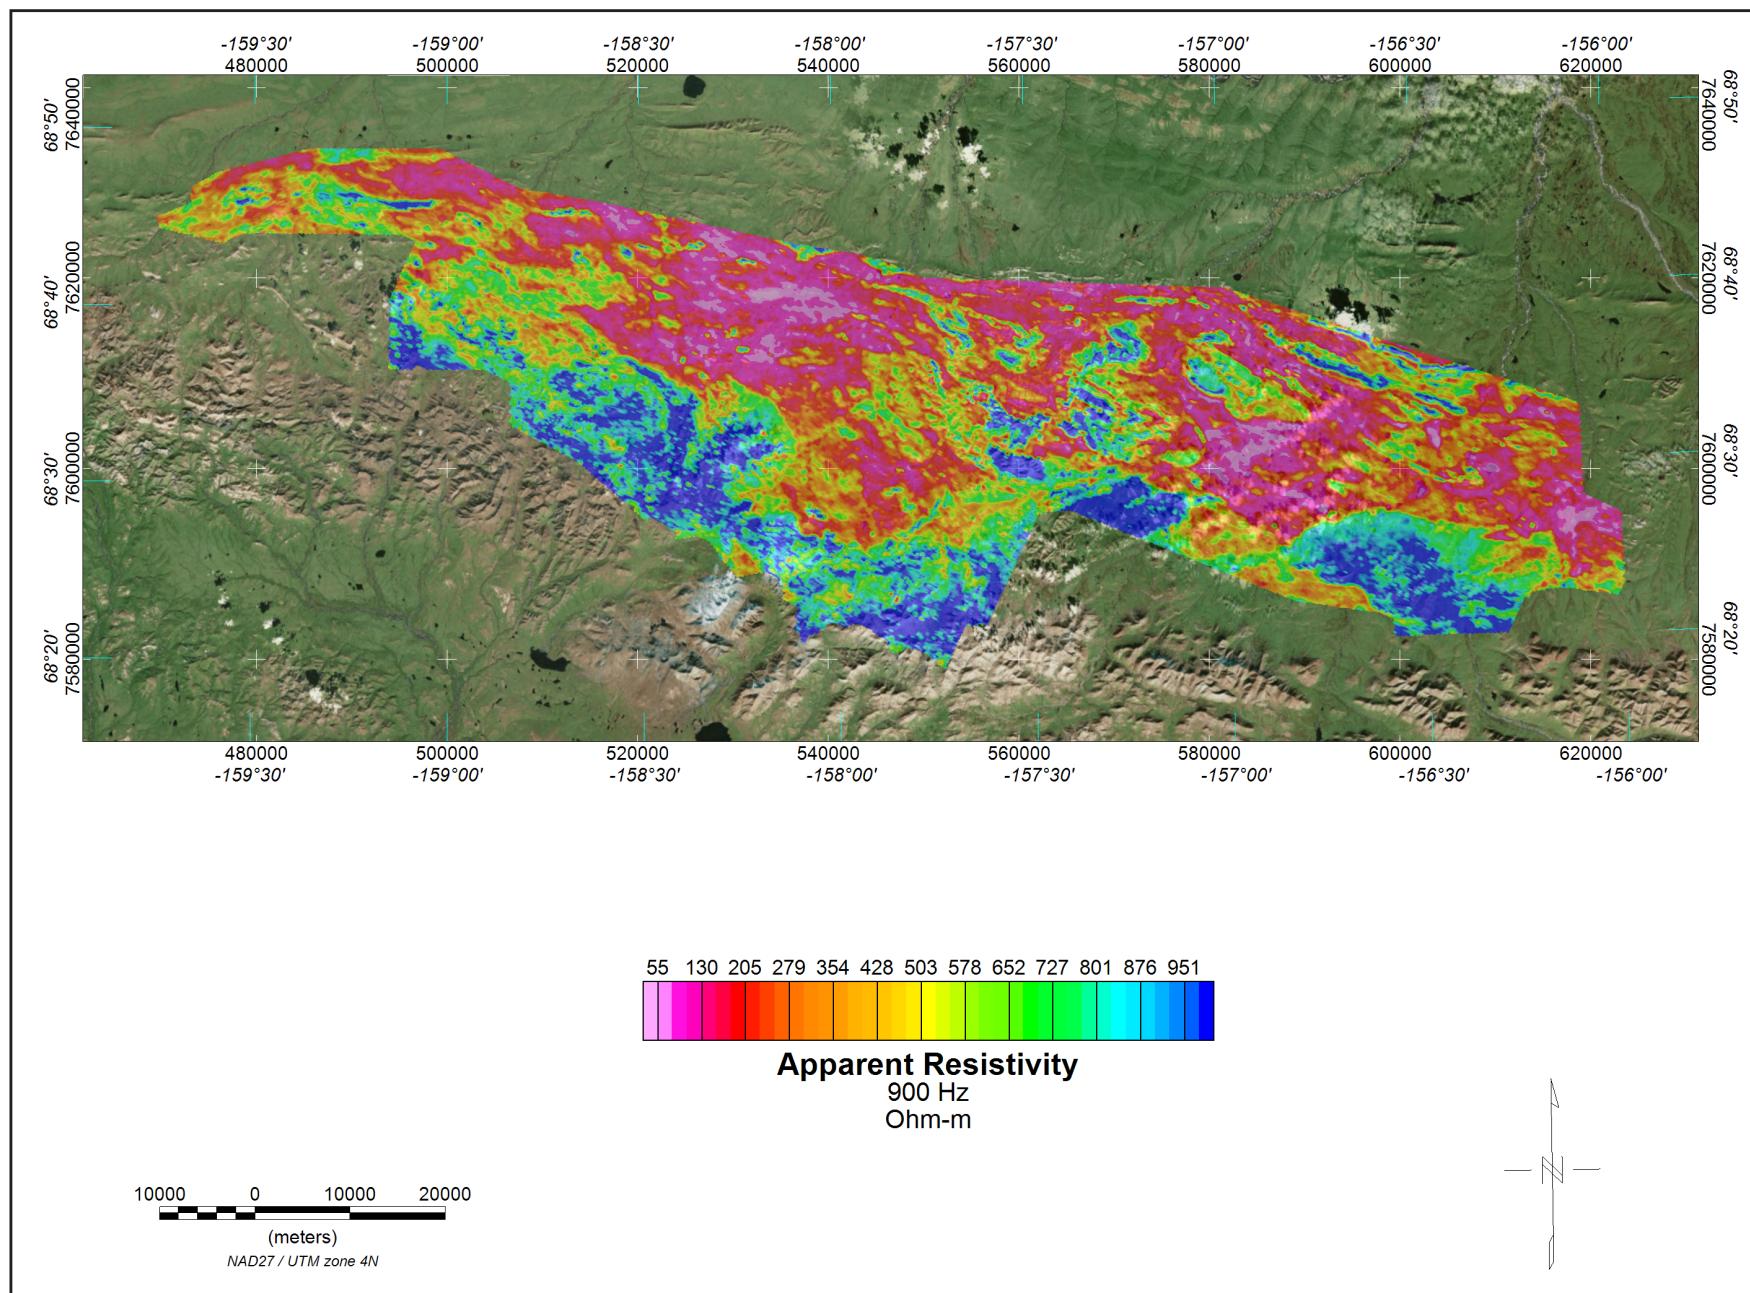 -159°30' -159°00' -158°30' -158°00' -157°30' -157°00' -156°30' -156°00'
480000 500000 520000 540000 560000 580000 600000 620000
68°50' 7640000
7640000 68°50'
68°40' 7620000
7620000 68°40'
68°30' 7600000
7600000 68°30'
68°20' 7580000
7580000 68°20'
480000 500000 520000 540000 560000 580000 600000 620000
-159°30' -159°00' -158°30' -158°00' -157°30' -157°00' -156°30' -156°00'
55 130 205 279 354 428 503 578 652 727 801 876 951
Apparent Resistivity
900 Hz
Ohm-m
N
10000 0 10000 20000
(meters)
NAD27 / UTM zone 4N